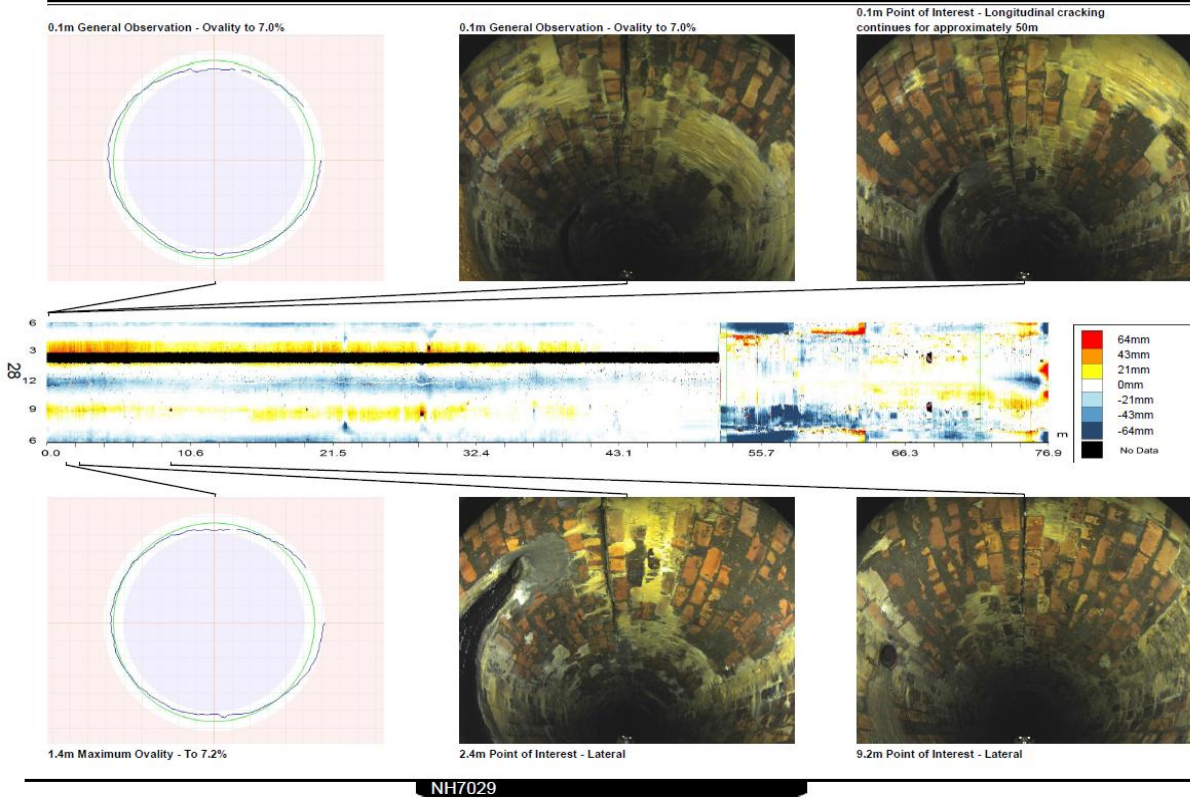 0.1m General Observation - Ovality to 7.0%
0.1m General Observation - Ovality to 7.0%
0.1m Point of Interest - Longitudinal cracking
continues for approximately 50m
28
6
3
12
9
6
0.0 10.6 21.5 32.4 43.1 55.7 66.3 76.9
m
64mm
43mm
21mm
0mm
-21mm
-43mm
-64mm
No Data
1.4m Maximum Ovality - To 7.2%
2.4m Point of Interest - Lateral
9.2m Point of Interest - Lateral
NH7029